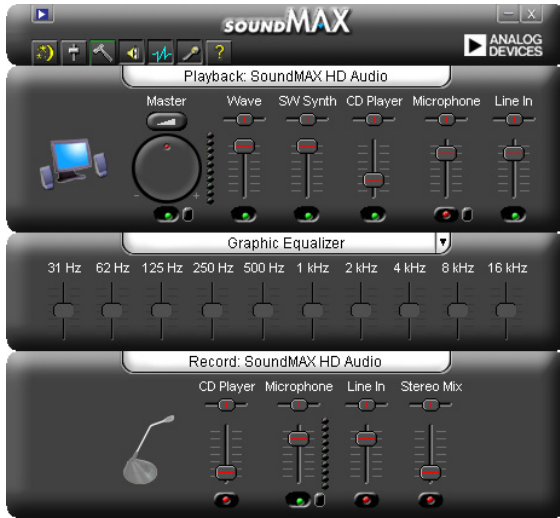 SOUNDMAX
ANALOG
DEVICES
Playback: SoundMAX HD Audio
Master Wave SW Synth CD Player Microphone Line In
- +
Graphic Equalizer
31 Hz 62 Hz 125 Hz 250 Hz 500 Hz 1 kHz 2 kHz 4 kHz 8 kHz 16 kHz
Record: SoundMAX HD Audio
CD Player Microphone Line In Stereo Mix